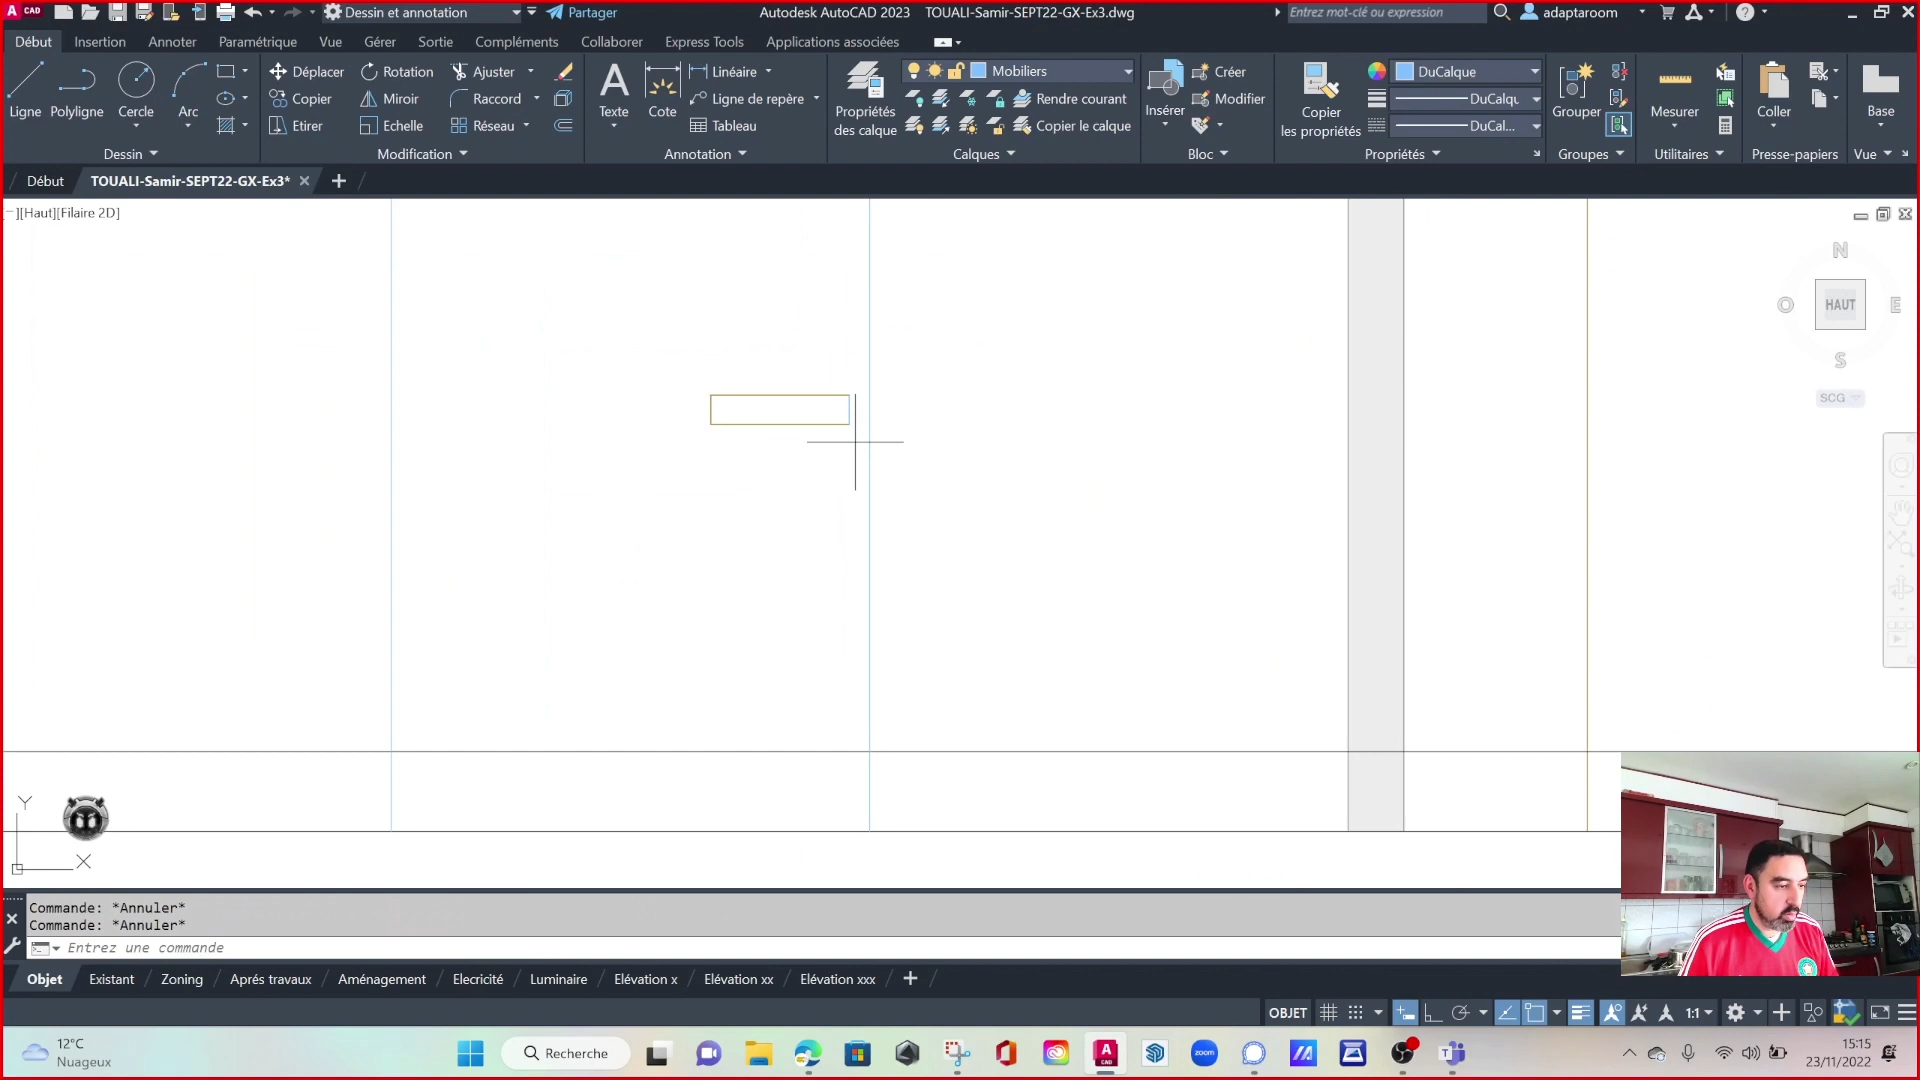 A CAD
Dessin et annotation
Partager
Autodesk AutoCAD 2023 TOUALI-Samir-SEPT22-GX-Ex3.dwg
Entrez mot-clé ou expression
adaptaroom
Début Insertion Annoter Paramétrique Vue Gérer Sortie Compléments Collaborer Express Tools Applications associées
Ligne Polyligne Cercle Arc
Déplacer Rotation Ajuster
Copier Miroir Raccord
Etirer Echelle Réseau
Texte Cote
Linéaire
Ligne de repère
Tableau
Propriétés
des calque
Mobiliers
Rendre courant
Copier le calque
Insérer
Créer
Modifier
Copier
les propriétés
DuCalque
DuCalqu
DuCal...
Grouper
Mesurer
Coller
Base
Dessin Modification Annotation Calques Bloc Propriétés Groupes Utilitaires Presse-papiers Vue
Début TOUALI-Samir-SEPT22-GX-Ex3*
][Haut][Filaire 2D]
N
O HAUT E
S
SCG
Y
X
Commande: *Annuler*
Commande: *Annuler*
Entrez une commande
Objet Existant Zoning Aprés travaux Aménagement Elecricité Luminaire Elévation x Elévation xx Elévation xxx
OBJET 1:1
12°C
Nuageux
Recherche
zoom
A CAD
15:15
23/11/2022